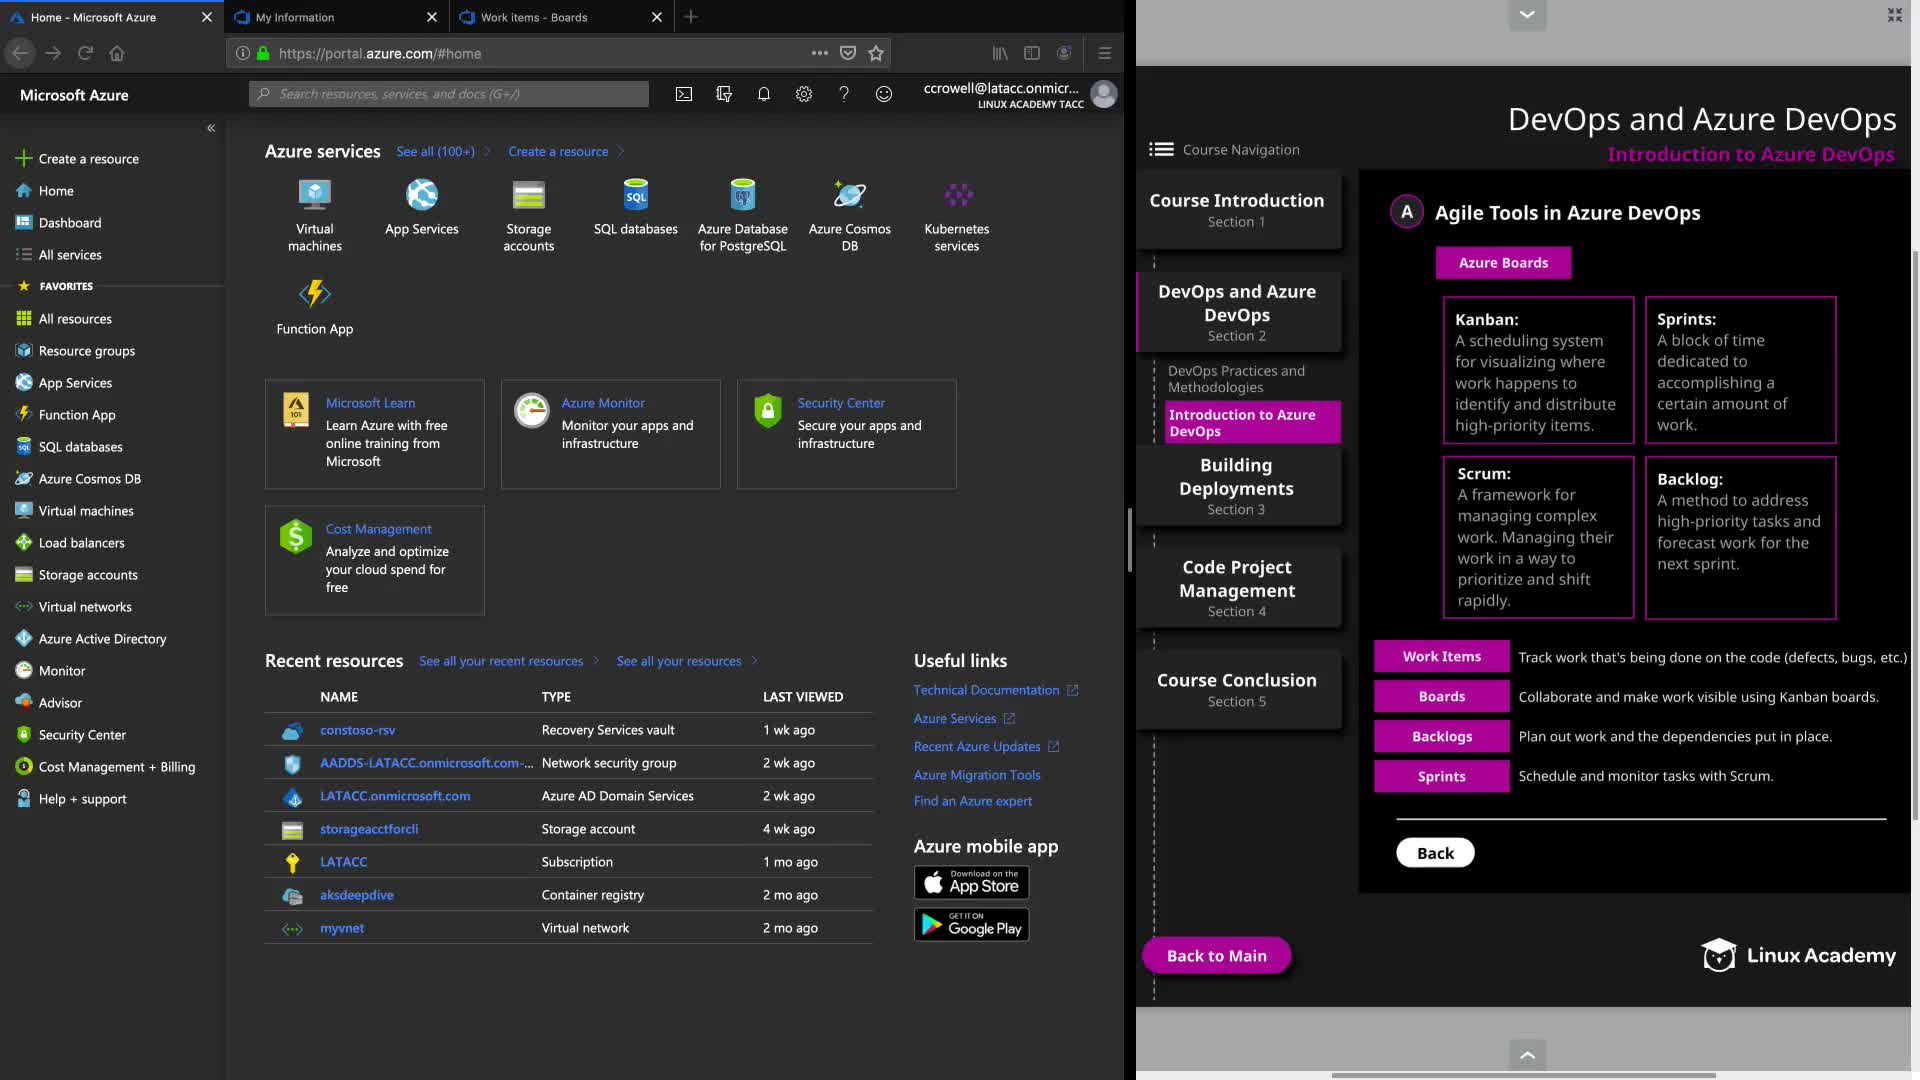 Home - Microsoft Azure
My Information
Work items - Boards
https://portal.azure.com/#home
Microsoft Azure
Search resources, services, and docs (G+/)
ccrowell@latacc.onmicr...
LINUX ACADEMY TACC
Create a resource
Home
Dashboard
All services
FAVORITES
All resources
Resource groups
App Services
Function App
SQL databases
Azure Cosmos DB
Virtual machines
Load balancers
Storage accounts
Virtual networks
Azure Active Directory
Monitor
Advisor
Security Center
Cost Management + Billing
Help + support
Azure services
See all (100+)
Create a resource
Virtual
machines
App Services
Storage
accounts
SQL
SQL databases
Azure Database
for PostgreSQL
Azure Cosmos
DB
Kubernetes
services
Function App
101
Microsoft Learn
Learn Azure with free
online training from
Microsoft
Azure Monitor
Monitor your apps and
infrastructure
Security Center
Secure your apps and
infrastructure
Cost Management
Analyze and optimize
your cloud spend for
free
Recent resources
See all your recent resources
See all your resources
NAME TYPE LAST VIEWED
constoso-rsv Recovery Services vault 1 wk ago
AADDS-LATACC.onmicrosoft.com-... Network security group 2 wk ago
LATACC.onmicrosoft.com Azure AD Domain Services 2 wk ago
storageacctforcli Storage account 4 wk ago
LATACC Subscription 1 mo ago
aksdeepdive Container registry 2 mo ago
myvnet Virtual network 2 mo ago
Useful links
Technical Documentation
Azure Services
Recent Azure Updates
Azure Migration Tools
Find an Azure expert
Azure mobile app
Download on the
App Store
GET IT ON
Google Play
DevOps and Azure DevOps
Introduction to Azure DevOps
Course Navigation
Course Introduction
Section 1
DevOps and Azure
DevOps
Section 2
DevOps Practices and
Methodologies
Introduction to Azure
DevOps
Building
Deployments
Section 3
Code Project
Management
Section 4
Course Conclusion
Section 5
Back to Main
A Agile Tools in Azure DevOps
Azure Boards
Kanban:
A scheduling system
for visualizing where
work happens to
identify and distribute
high-priority items.
Sprints:
A block of time
dedicated to
accomplishing a
certain amount of
work.
Scrum:
A framework for
managing complex
work. Managing their
work in a way to
prioritize and shift
rapidly.
Backlog:
A method to address
high-priority tasks and
forecast work for the
next sprint.
Work Items Track work that's being done on the code (defects, bugs, etc.)
Boards Collaborate and make work visible using Kanban boards.
Backlogs Plan out work and the dependencies put in place.
Sprints Schedule and monitor tasks with Scrum.
Back
Linux Academy